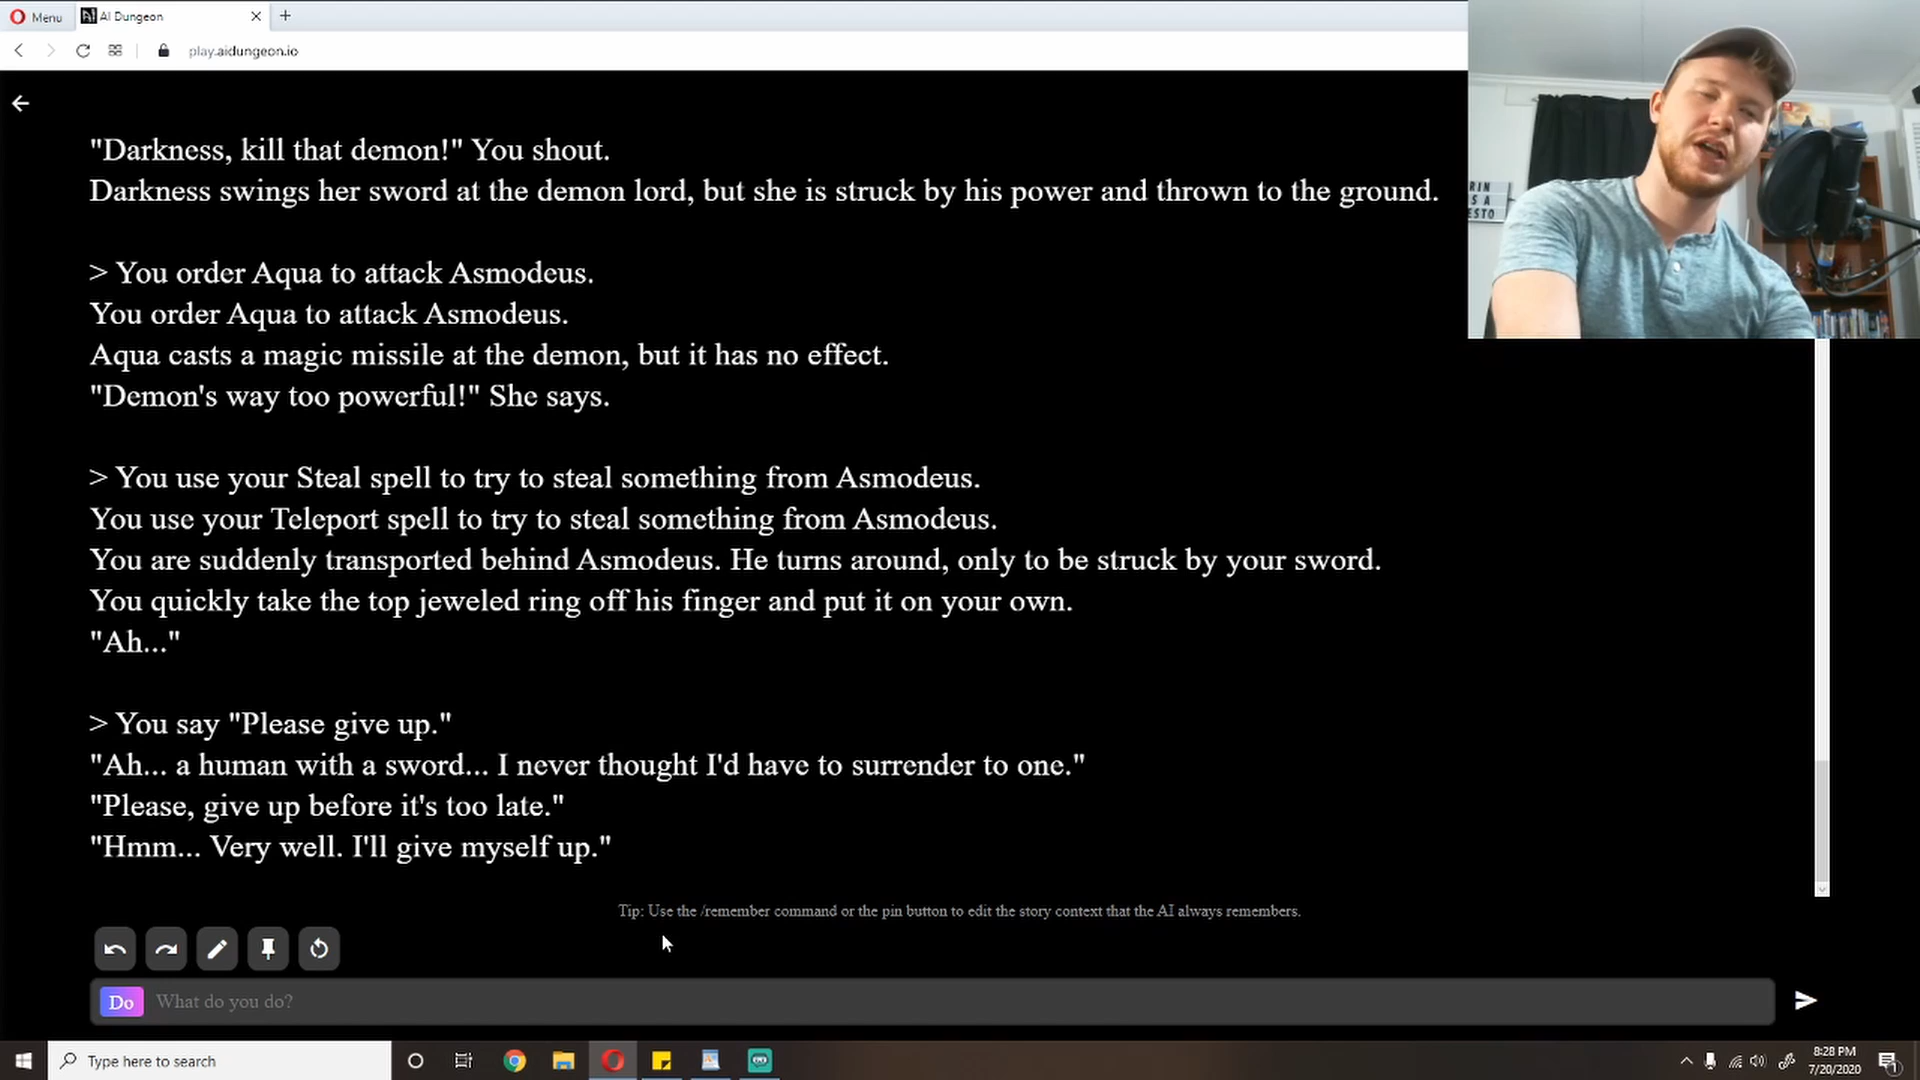 Menu
AI Dungeon
play.aidungeon.io
"Darkness, kill that demon!" You shout.
Darkness swings her sword at the demon lord, but she is struck by his power and thrown to the ground.
> You order Aqua to attack Asmodeus.
You order Aqua to attack Asmodeus.
Aqua casts a magic missile at the demon, but it has no effect.
"Demon's way too powerful!" She says.
> You use your Steal spell to try to steal something from Asmodeus.
You use your Teleport spell to try to steal something from Asmodeus.
You are suddenly transported behind Asmodeus. He turns around, only to be struck by your sword.
You quickly take the top jeweled ring off his finger and put it on your own.
"Ah..."
> You say "Please give up."
"Ah... a human with a sword... I never thought I'd have to surrender to one."
"Please, give up before it's too late."
"Hmm... Very well. I'll give myself up."
Tip: Use the /remember command or the pin button to edit the story context that the AI always remembers.
Do What do you do?
Type here to search
8:28 PM
7/20/2020